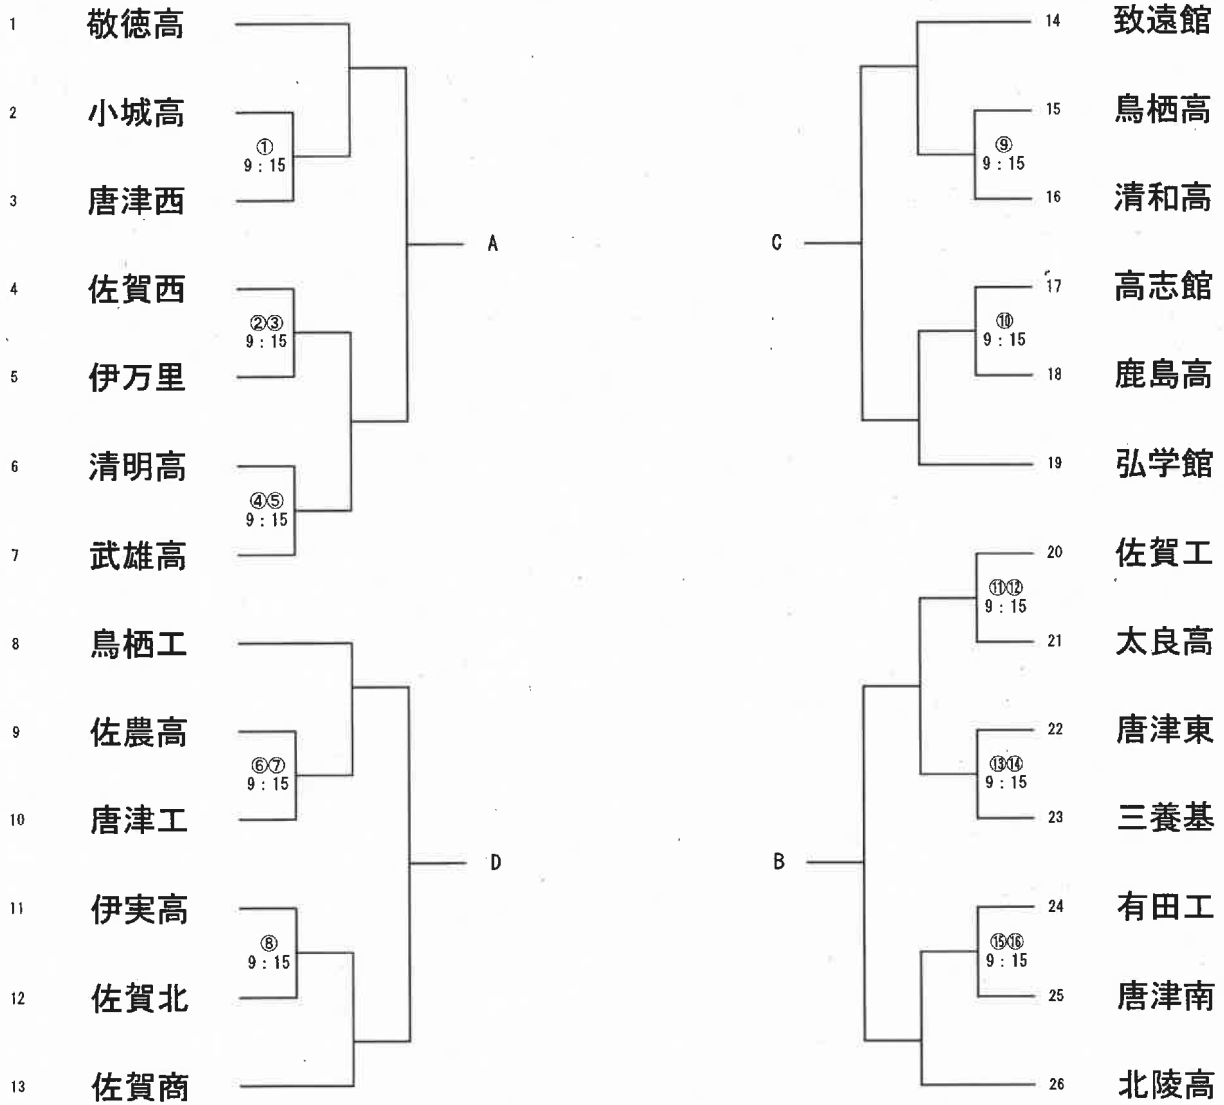 1 敬徳高
2 小城高
①
9：15
3 唐津西
A
4 佐賀西
②③
9：15
5 伊万里
6 清明高
④⑤
9：15
7 武雄高
8 鳥栖工
9 佐農高
⑥⑦
9：15
10 唐津工
D
11 伊実高
⑧
9：15
12 佐賀北
13 佐賀商
14 致遠館
15 鳥栖高
⑨
9：15
16 清和高
C
17 高志館
⑩
9：15
18 鹿島高
19 弘学館
20 佐賀工
⑪⑫
9：15
21 太良高
22 唐津東
⑬⑭
9：15
23 三養基
B
24 有田工
⑮⑯
9：15
25 唐津南
26 北陵高